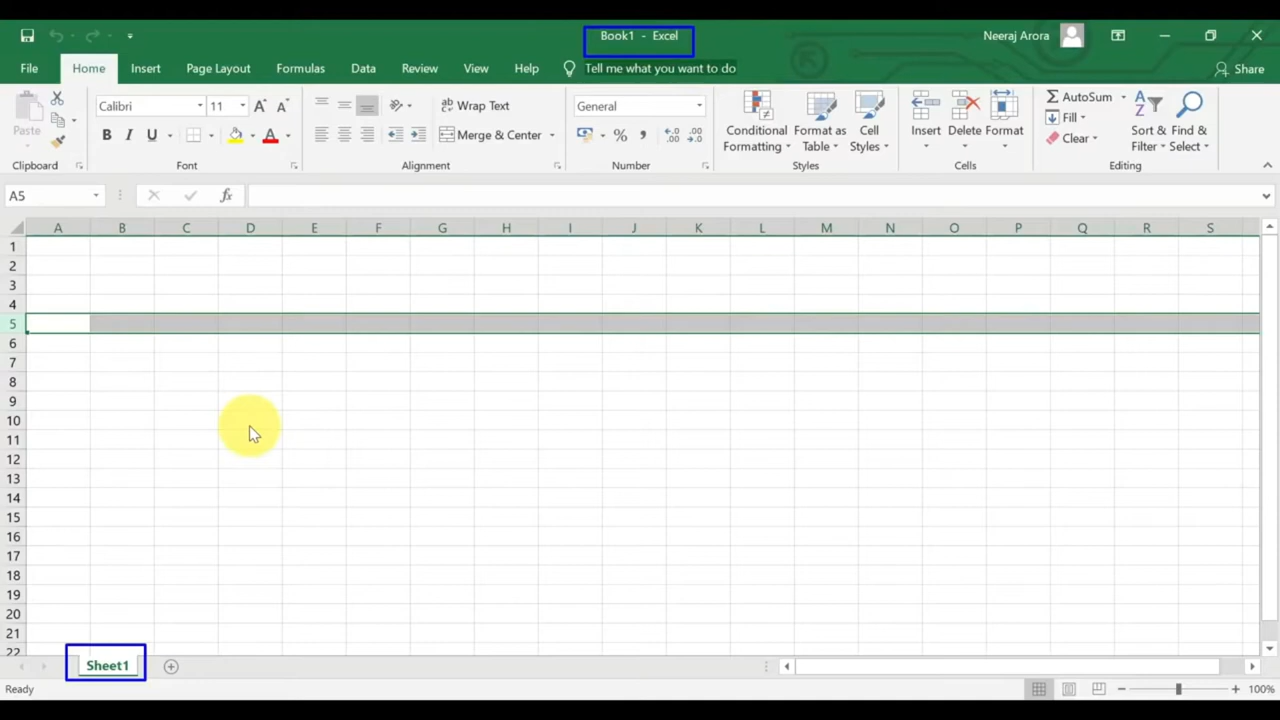 Book1 - Excel
Neeraj Arora
File Home Insert Page Layout Formulas Data Review View Help Tell me what you want to do Share
Paste
Calibri 11
Wrap Text
General
Conditional Formatting
Format as Table
Cell Styles
Insert Delete Format
AutoSum
Fill
Clear
Sort & Filter
Find & Select
B I U
Merge & Center
% ,
Clipboard Font Alignment Number Styles Cells Editing
A5 fx
A B C D E F G H I J K L M N O P Q R S
1
2
3
4
5
6
7
8
9
10
11
12
13
14
15
16
17
18
19
20
21
22
Sheet1
Ready 100%